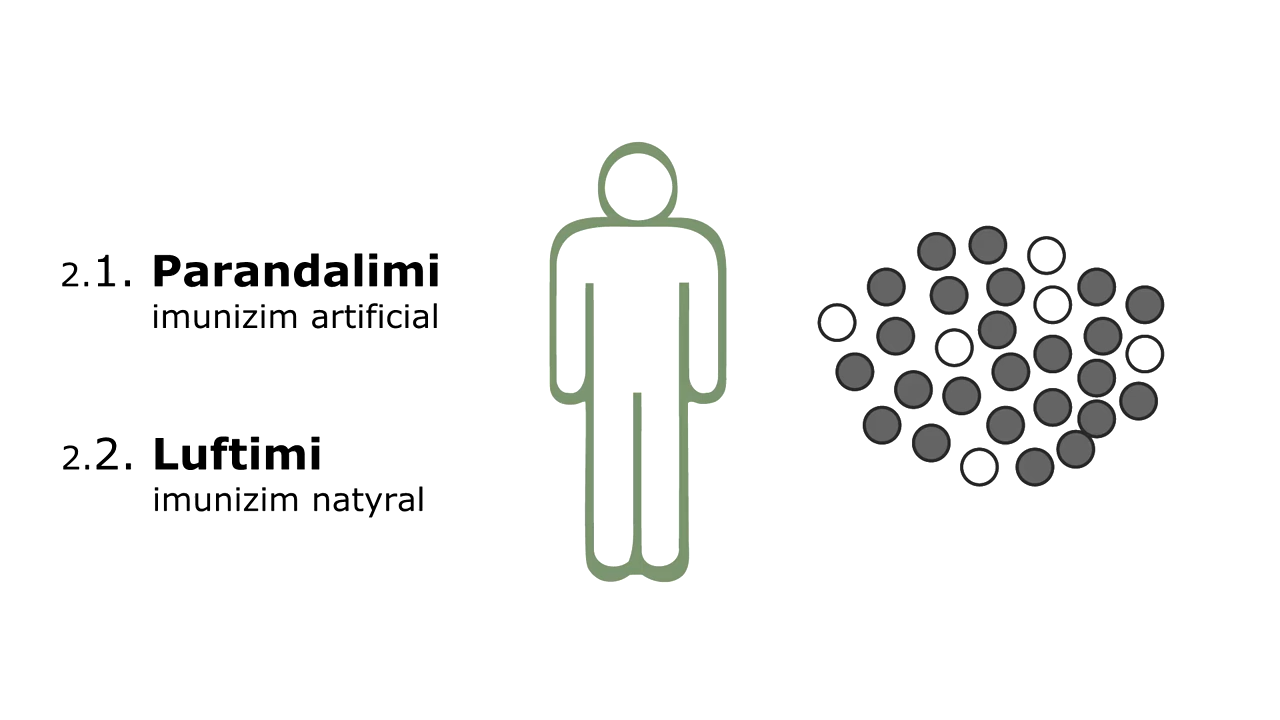 2.1. Parandalimi
imunizim artificial
2.2. Luftimi
imunizim natyral